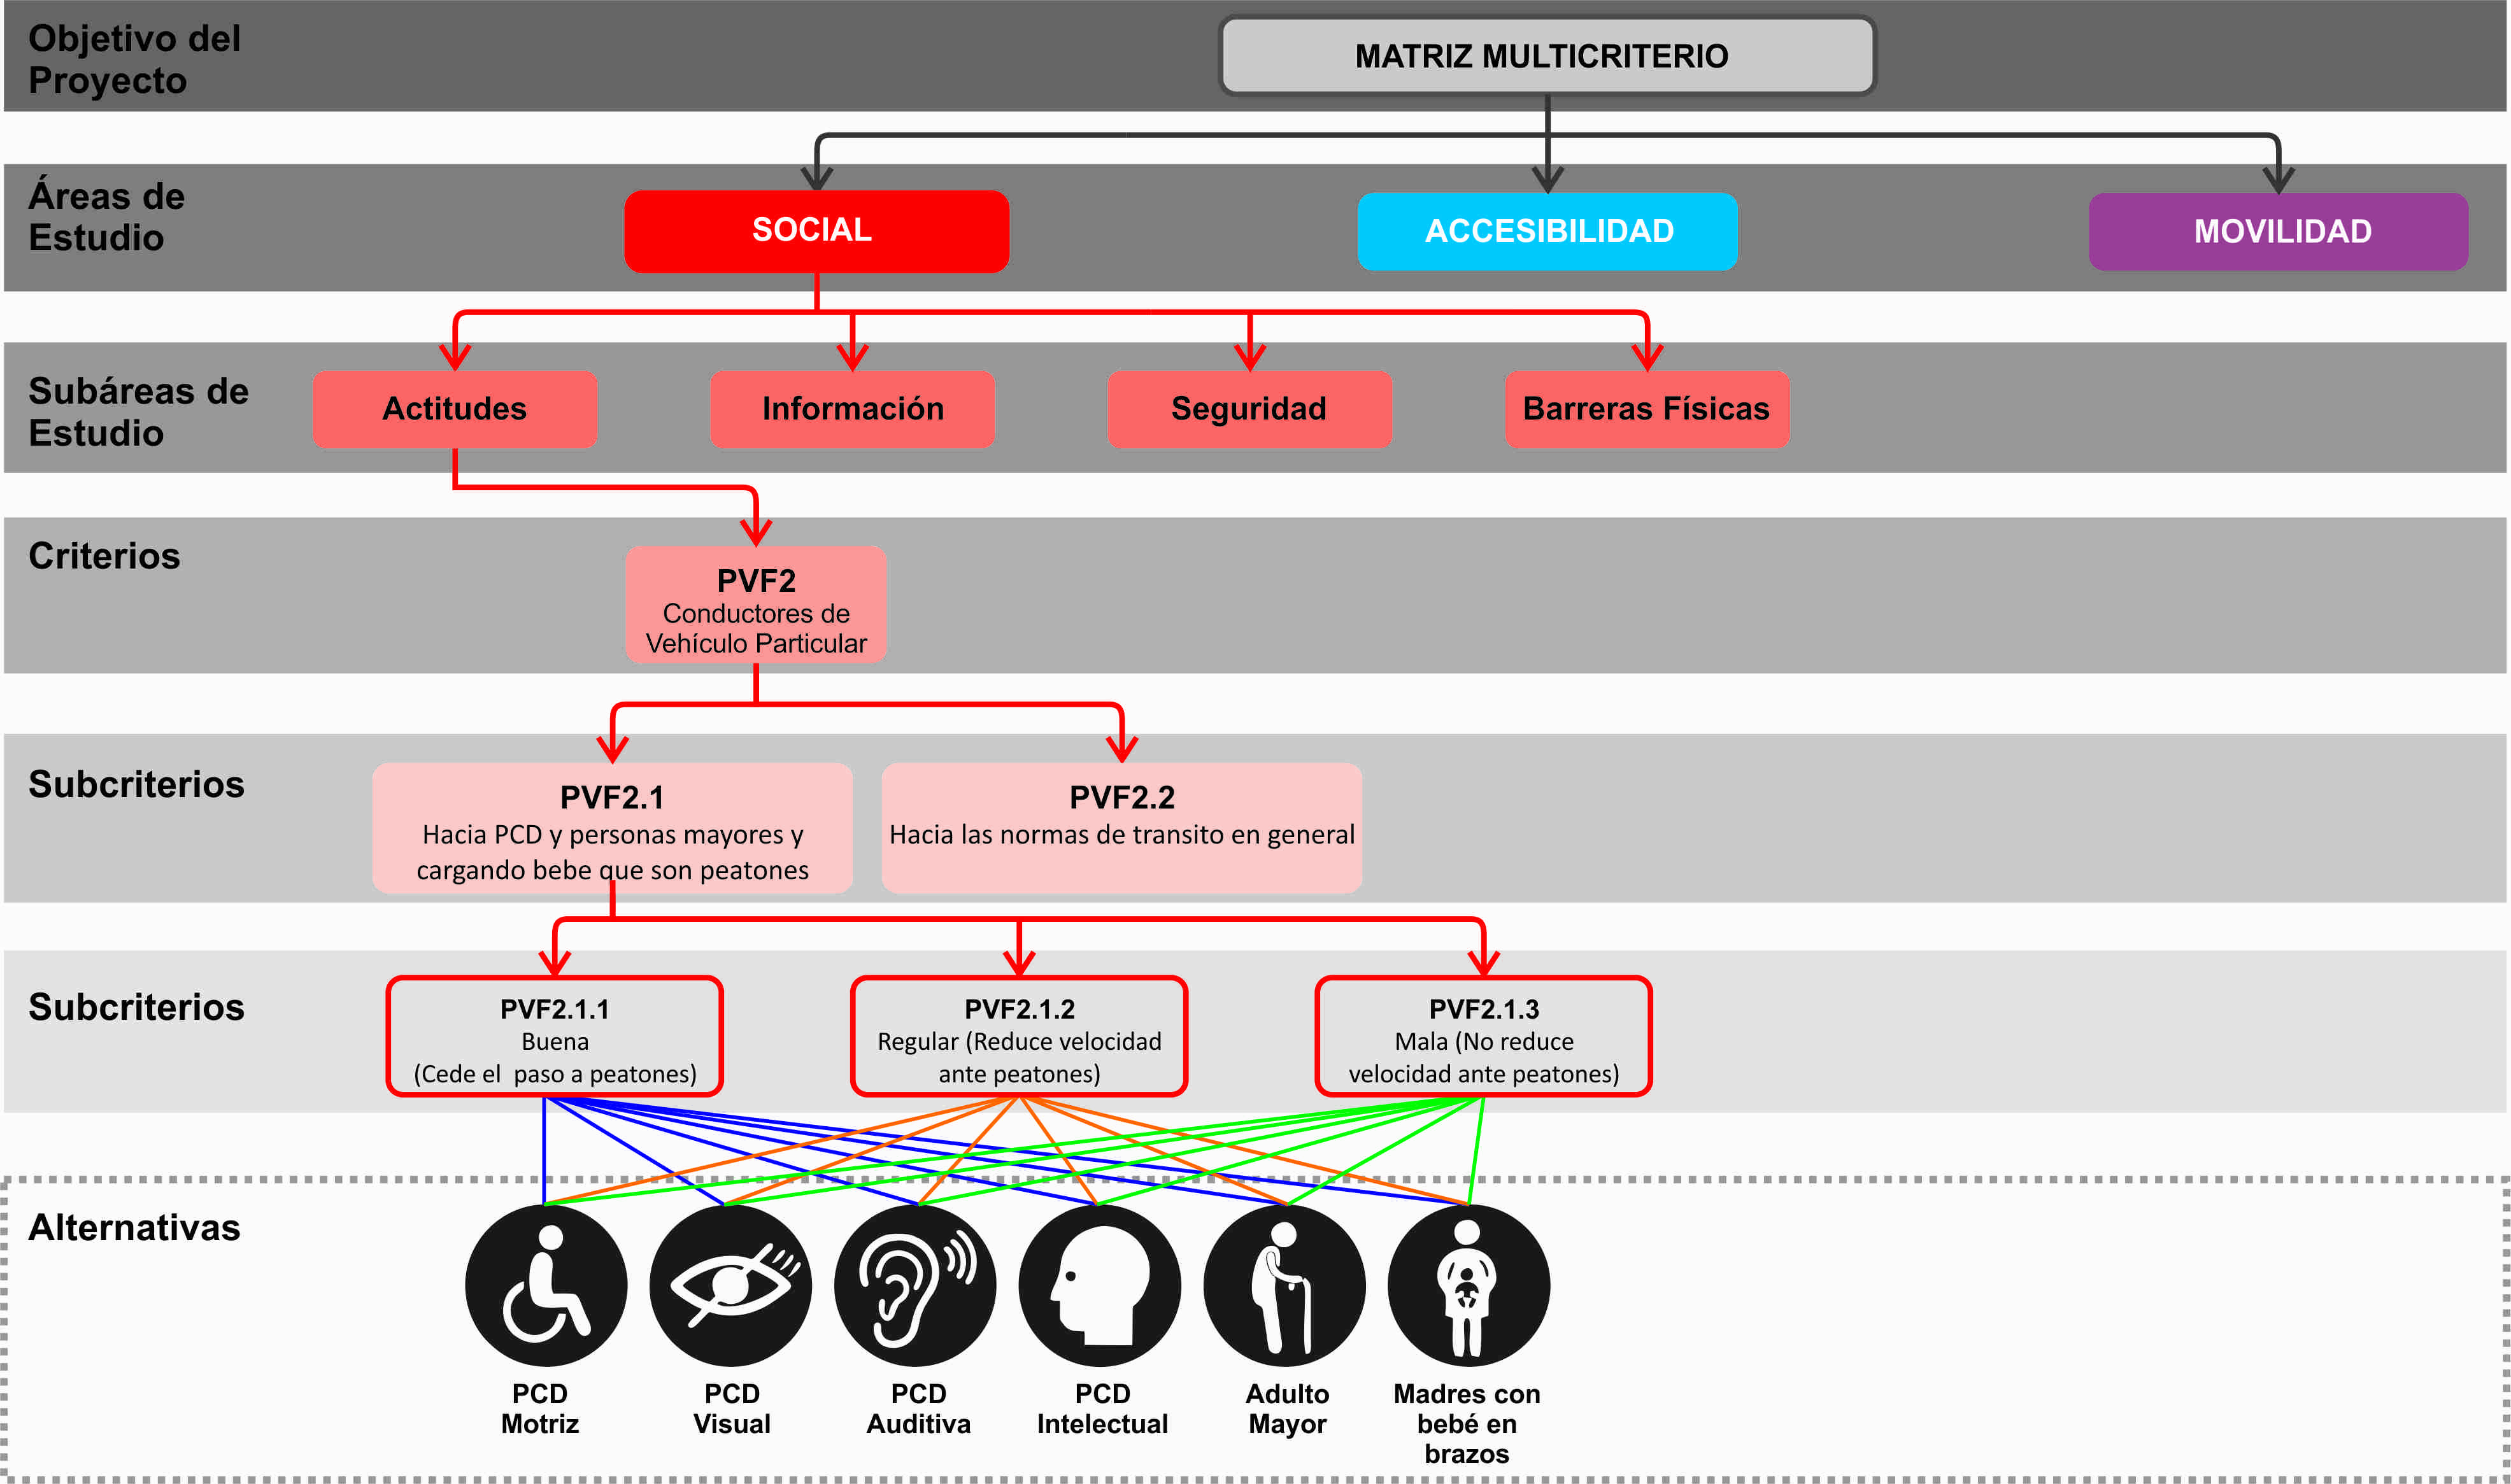 Objetivo del
Proyecto
MATRIZ MULTICRITERIO
Áreas de
Estudio
SOCIAL
ACCESIBILIDAD
MOVILIDAD
Subáreas de
Estudio
Actitudes
Información
Seguridad
Barreras Físicas
Criterios
PVF2
Conductores de
Vehículo Particular
Subcriterios
PVF2.1
Hacia PCD y personas mayores y
cargando bebe que son peatones
PVF2.2
Hacia las normas de transito en general
Subcriterios
PVF2.1.1
Buena
(Cede el  paso a peatones)
PVF2.1.2
Regular (Reduce velocidad
ante peatones)
PVF2.1.3
Mala (No reduce
velocidad ante peatones)
Alternativas
PCD
Motriz
PCD
Visual
PCD
Auditiva
PCD
Intelectual
Adulto
Mayor
Madres con
bebé en
brazos